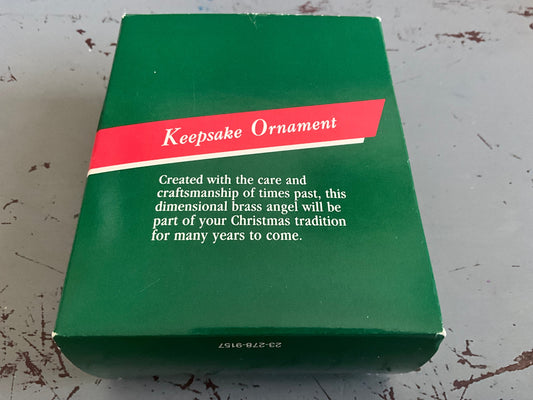 Keepsake Ornament
Created with the care and
craftsmanship of times past, this
dimensional brass angel will be
part of your Christmas tradition
for many years to come.
23-278-9157